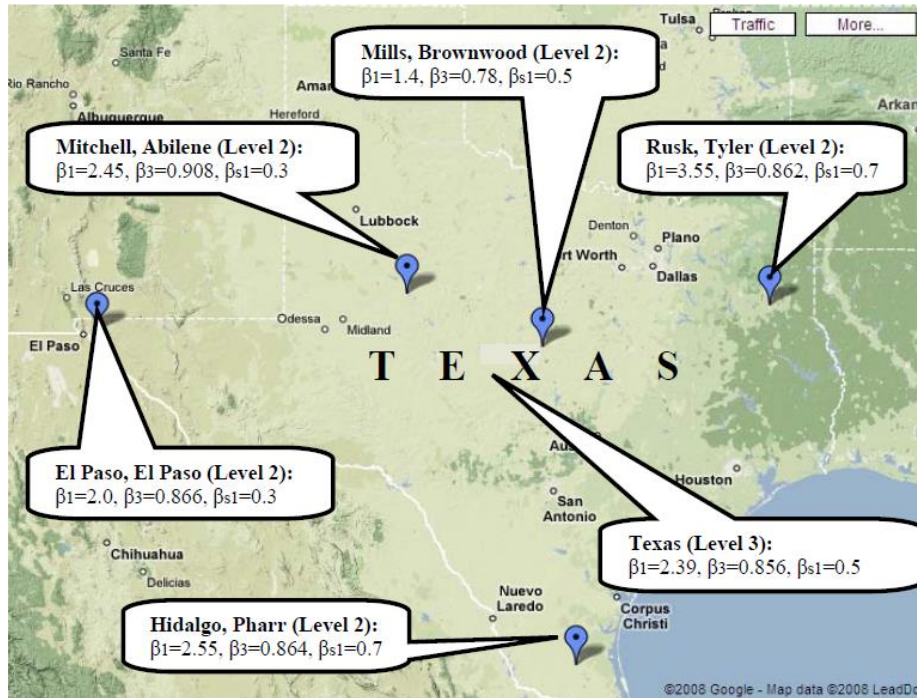 Tulsa
Traffic
More...
Santa Fe
Rio Rancho
Albuquerque
Hereford
Arkan
Mills, Brownwood (Level 2):
β1=1.4, β3=0.78, βs1=0.5
Mitchell, Abilene (Level 2):
β1=2.45, β3=0.908, βs1=0.3
Rusk, Tyler (Level 2):
β1=3.55, β3=0.862, βs1=0.7
Lubbock
Denton
Plano
rt Worth
Dallas
Las Cruces
Odessa
Midland
El Paso
T E X A S
El Paso, El Paso (Level 2):
β1=2.0, β3=0.866, βs1=0.3
Houston
San
Antonio
Texas (Level 3):
β1=2.39, β3=0.856, βs1=0.5
Chihuahua
Delicias
Nuevo
Laredo
Corpus
Christi
Hidalgo, Pharr (Level 2):
β1=2.55, β3=0.864, βs1=0.7
©2008 Google - Map data ©2008 LeadDo